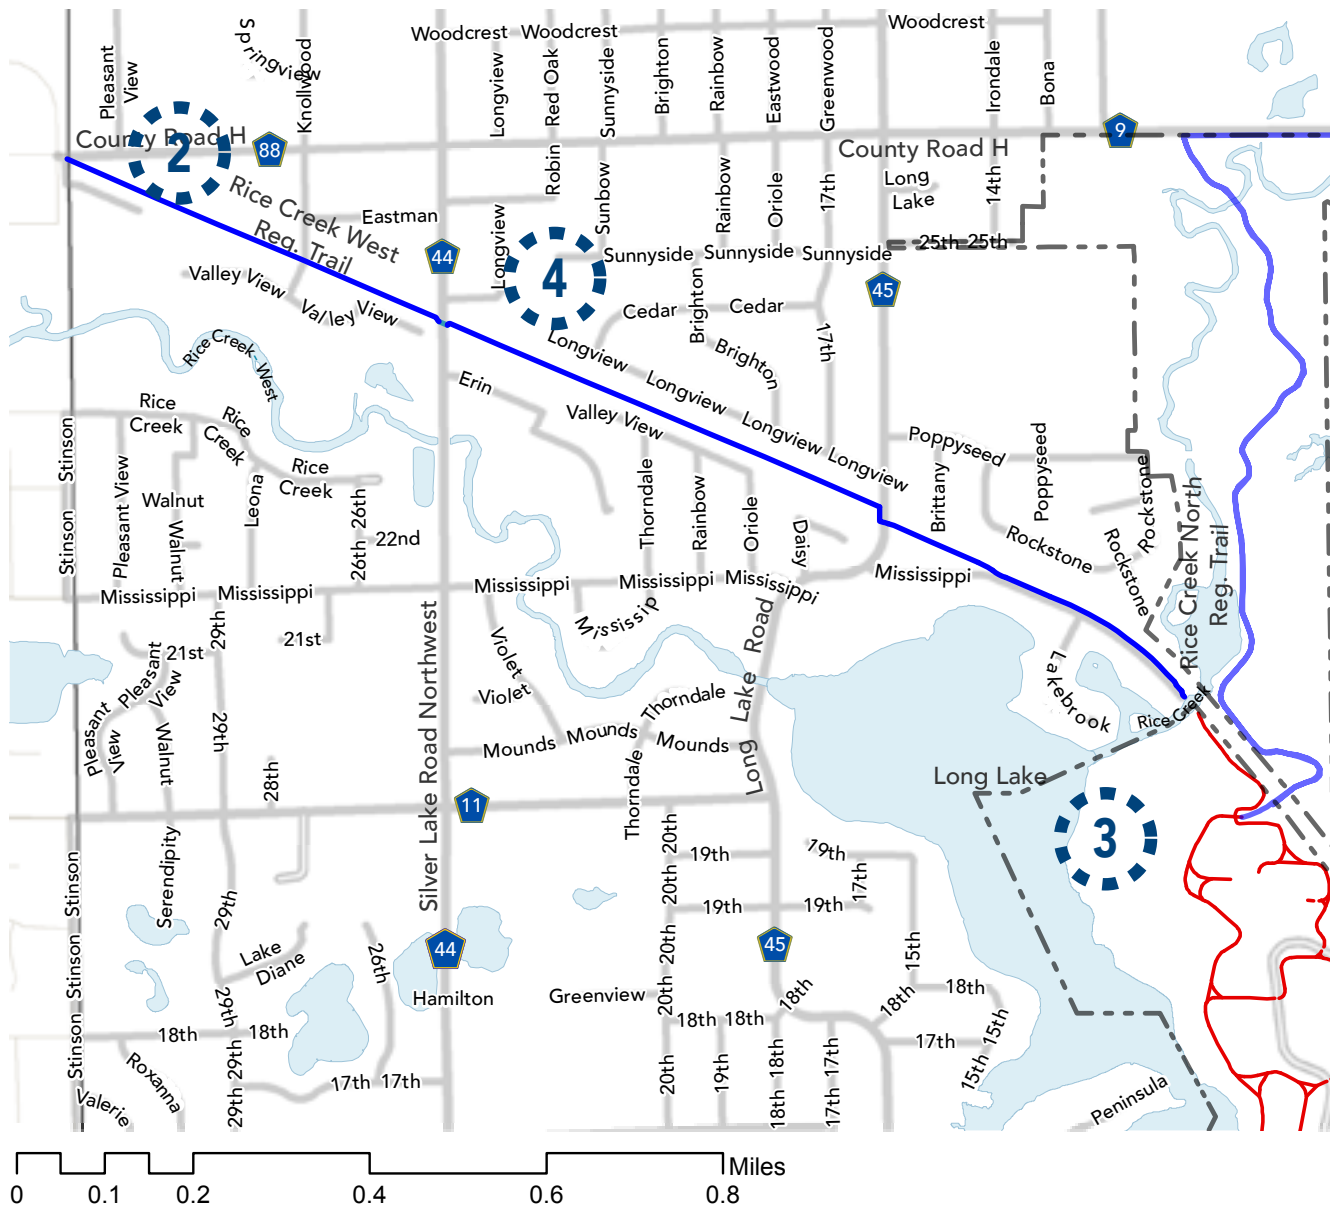 Woodcrest
Woodcrest
Woodcrest
Pleasant
View
Springview
Knollwood
Longview
Red Oak
Sunnyside
Brighton
Rainbow
Eastwood
Greenwood
Irondale
Bona
County Road H
2
88
9
County Road H
Robin
Sunbow
Rainbow
Oriole
17th
Long
Lake
14th
Rice Creek West
Reg. Trail
Eastman
Longview
44
4
Sunnyside
Sunnyside
Sunnyside
25th
25th
45
Valley View
Valley View
Brighton
Cedar
Cedar
17th
Rice Creek-West
Longview
Brighton
Erin
Longview
Rice
Creek
Rice
Creek
Valley View
Longview
Longview
Poppyseed
Poppyseed
Stinson
Pleasant View
Rice
Creek
Walnut
Leona
26th
Thorndale
Rainbow
Oriole
Brittany
Rockstone
Stinson
Walnut
26th
22nd
Daisy
Rockstone
Rockstone
Rice Creek North
Reg. Trail
Mississippi
Mississippi
Mississippi
Mississippi
Mississippi
Mississippi
Mississip
29th
21st
21st
Silver Lake Road Northwest
Violet
Violet
Long Lake Road
Lakebrook
Pleasant
View
Pleasant
View
Walnut
29th
Thorndale
Rice Creek
Mounds
Mounds
Mounds
28th
Thorndale
Long Lake
11
3
Stinson
Serendipity
20th
19th
19th
17th
20th
29th
19th
19th
Stinson
Lake
Diane
26th
44
20th
45
15th
Hamilton
Greenview
20th
18th
18th
18th
29th
18th
18th
18th
18th
15th
17th
Stinson
29th
Roxanna
17th
17th
20th
19th
18th
17th
15th
Valerie
29th
18th
17th
Peninsula
Miles
0
0.1
0.2
0.4
0.6
0.8